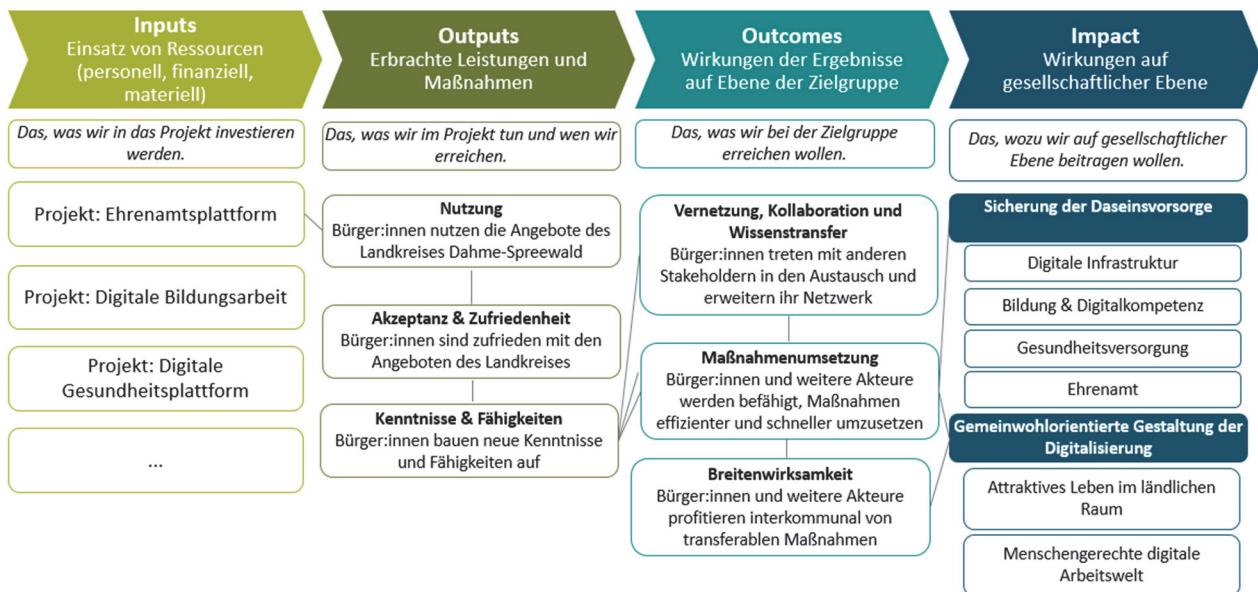 Inputs
Einsatz von Ressourcen
(personell, finanziell,
materiell)
Das, was wir in das Projekt investieren
werden.
Projekt: Ehrenamtsplattform
Projekt: Digitale Bildungsarbeit
Projekt: Digitale
Gesundheitsplattform
...
Outputs
Erbrachte Leistungen und
Maßnahmen
Das, was wir im Projekt tun und wen wir
erreichen.
Nutzung
Bürger:innen nutzen die Angebote des
Landkreises Dahme-Spreewald
Akzeptanz & Zufriedenheit
Bürger:innen sind zufrieden mit den
Angeboten des Landkreises
Kenntnisse & Fähigkeiten
Bürger:innen bauen neue Kenntnisse
und Fähigkeiten auf
Outcomes
Wirkungen der Ergebnisse
auf Ebene der Zielgruppe
Das, was wir bei der Zielgruppe
erreichen wollen.
Vernetzung, Kollaboration und
Wissenstransfer
Bürger:innen treten mit anderen
Stakeholdern in den Austausch und
erweitern ihr Netzwerk
Maßnahmenumsetzung
Bürger:innen und weitere Akteure
werden befähigt, Maßnahmen
effizienter und schneller umzusetzen
Breitenwirksamkeit
Bürger:innen und weitere Akteure
profitieren interkommunal von
transferablen Maßnahmen
Impact
Wirkungen auf
gesellschaftlicher Ebene
Das, wozu wir auf gesellschaftlicher
Ebene beitragen wollen.
Sicherung der Daseinsvorsorge
Digitale Infrastruktur
Bildung & Digitalkompetenz
Gesundheitsversorgung
Ehrenamt
Gemeinwohlorientierte Gestaltung der
Digitalisierung
Attraktives Leben im ländlichen
Raum
Menschengerechte digitale
Arbeitswelt